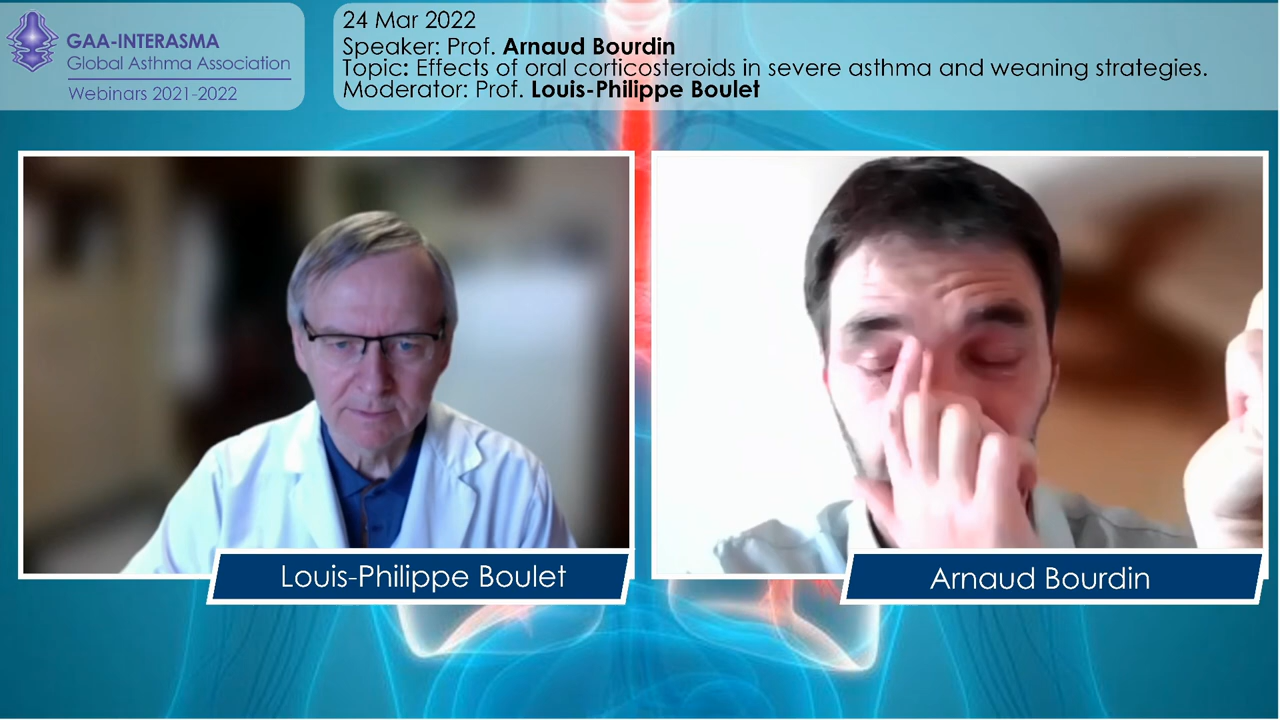 GAA-INTERASMA
Global Asthma Association
Webinars 2021-2022
24 Mar 2022
Speaker: Prof. Arnaud Bourdin
Topic: Effects of oral corticosteroids in severe asthma and weaning strategies.
Moderator: Prof. Louis-Philippe Boulet
Louis-Philippe Boulet
Arnaud Bourdin